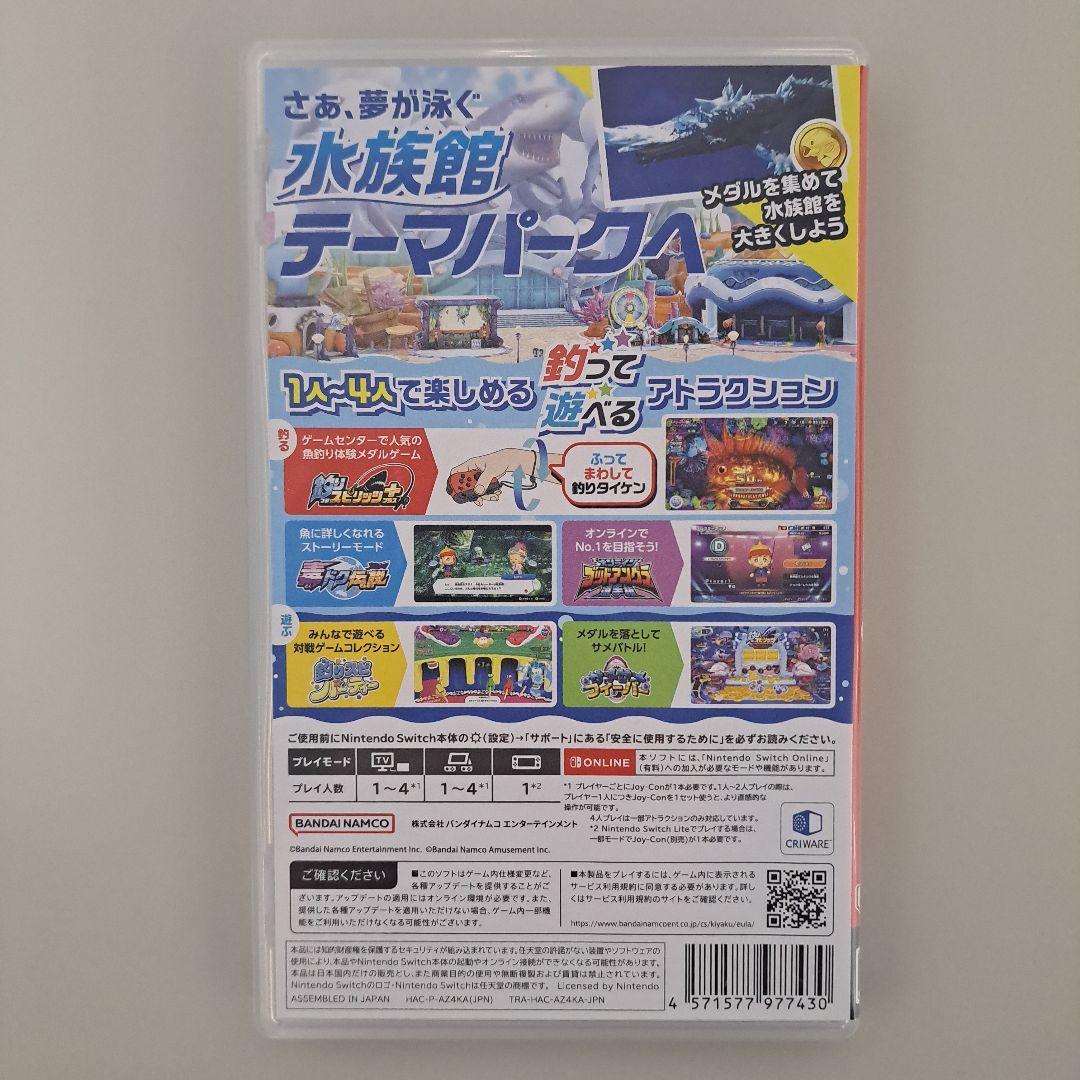 さぁ、夢が泳ぐ
水族館
テーマパークへ
メダルを集めて
水族館を
大きくしよう
1人~4人で楽しめる
釣って
遊べる
アトラクション
釣る
ゲームセンターで人気の
魚釣り体験メダルゲーム
釣りスピリッツ+
ふって
まわして
釣りタイケン
魚に詳しくなれる
ストーリーモード
オンラインで
No.1を目指そう!
オンライン
ゴッドアングラ
選手権
遊ぶ
みんなで遊べる
対戦ゲームコレクション
釣りスピ
パーティー
メダルを落として
サメバトル!
ご使用前にNintendo Switch本体の(設定)→「サポート」にある「安全に使用するために」を必ずお読みください。
プレイモード
TV
プレイ人数
1~4*1
1~4*1
1*2
ONLINE
本ソフトには、「Nintendo Switch Online」
(有料)への加入が必要なモードや機能があります。
*1 プレイヤーごとにJoy-Conが1本必要です。1人~2人プレイの際は、
プレイヤー1人につきJoy-Conを1セット使うと、より直感的な
操作が可能です。
4人プレイは一部アトラクションのみ対応しています。
*2 Nintendo Switch Liteでプレイする場合は、
一部モードでJoy-Con(別売)が1本必要です。
CRIWARE
BANDAI NAMCO
株式会社 バンダイナムコ エンターテインメント
©Bandai Namco Entertainment Inc. ©Bandai Namco Amusement Inc.
ご確認ください
■このソフトはゲーム内仕様変更など、
各種アップデートを提供することがご
ざいます。アップデートの適用にはオンライン環境が必要です。また、
提供した各種アップデートを適用いただけない場合、ゲーム内一部機能
をご利用いただけなくなる可能性がございます。
■本製品をプレイするには、ゲーム内に表示される
サービス利用規約に同意する必要があります。詳し
くはサービス利用規約のサイトをご確認ください。
https://www.bandainamcoent.co.jp/cs/kiyaku/eula/
本品には知的財産権を保護するセキュリティが組み込まれています。任天堂の許諾がない装置やソフトウェアの
使用により、本品やNintendo Switch本体の起動やオンライン接続ができなくなる可能性があります。
本品は日本国内だけの販売とし、また商業目的の使用や無断複製および賃貸は禁止されています。
Nintendo Switchのロゴ・Nintendo Switchは任天堂の商標です。 Licensed by Nintendo
ASSEMBLED IN JAPAN HAC-P-AZ4KA(JPN) TRA-HAC-AZ4KA-JPN
4 571577 977430